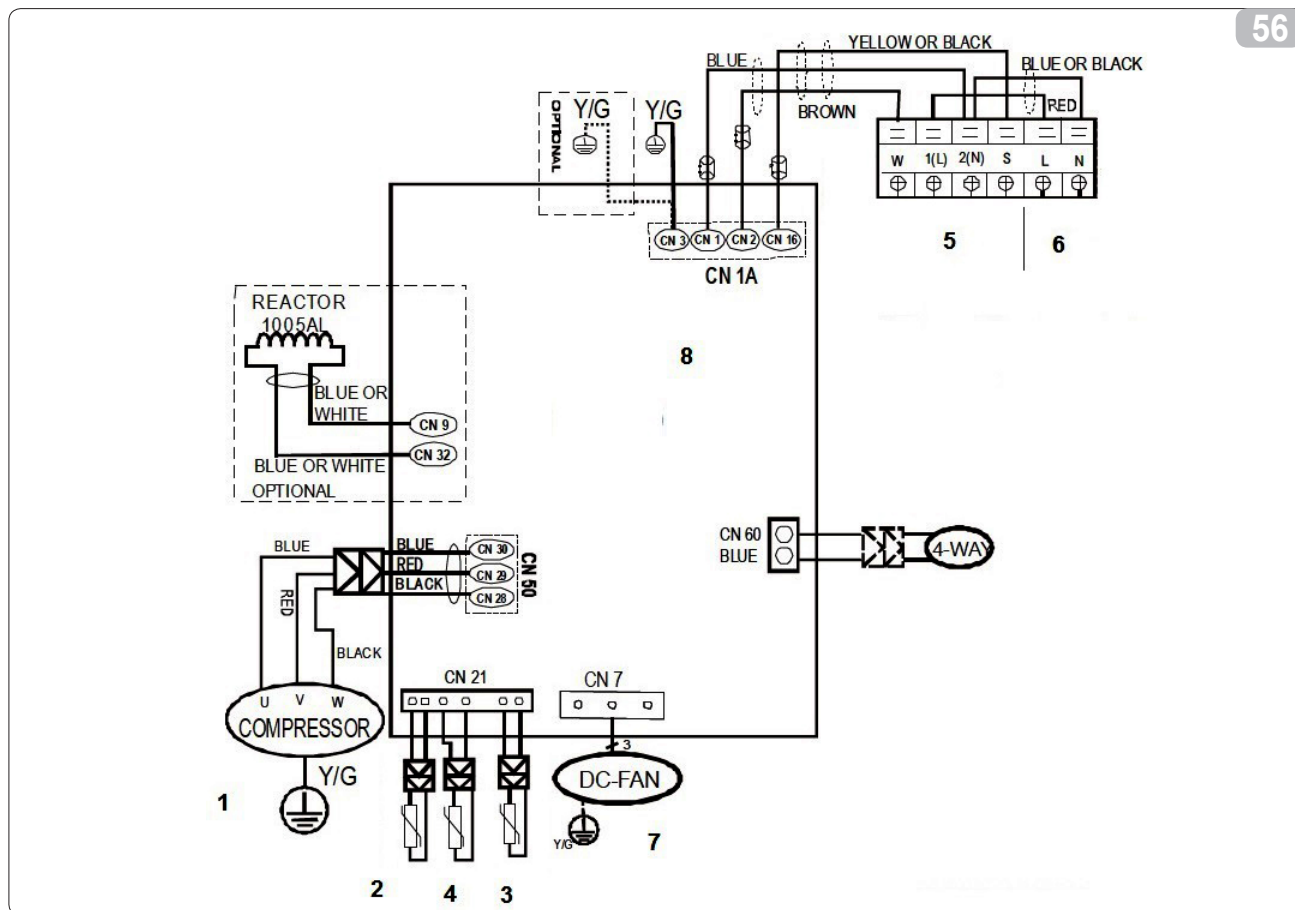 56
YELLOW OR BLACK
BLUE
BLUE OR BLACK
BROWN
RED
OPTIONAL
Y/G
Y/G
W 1(L) 2(N) S L N
5
6
CN 3 CN 1 CN 2 CN 16
CN 1A
REACTOR
1005AL
8
BLUE OR
WHITE
CN 9
CN 32
BLUE OR WHITE
OPTIONAL
CN 60
BLUE
4-WAY
BLUE
BLUE
RED
BLACK
CN 30
CN 29
CN 28
CN 50
RED
BLACK
U V W
COMPRESSOR
Y/G
1
CN 21
CN 7
3
DC-FAN
Y/G
7
2
4
3